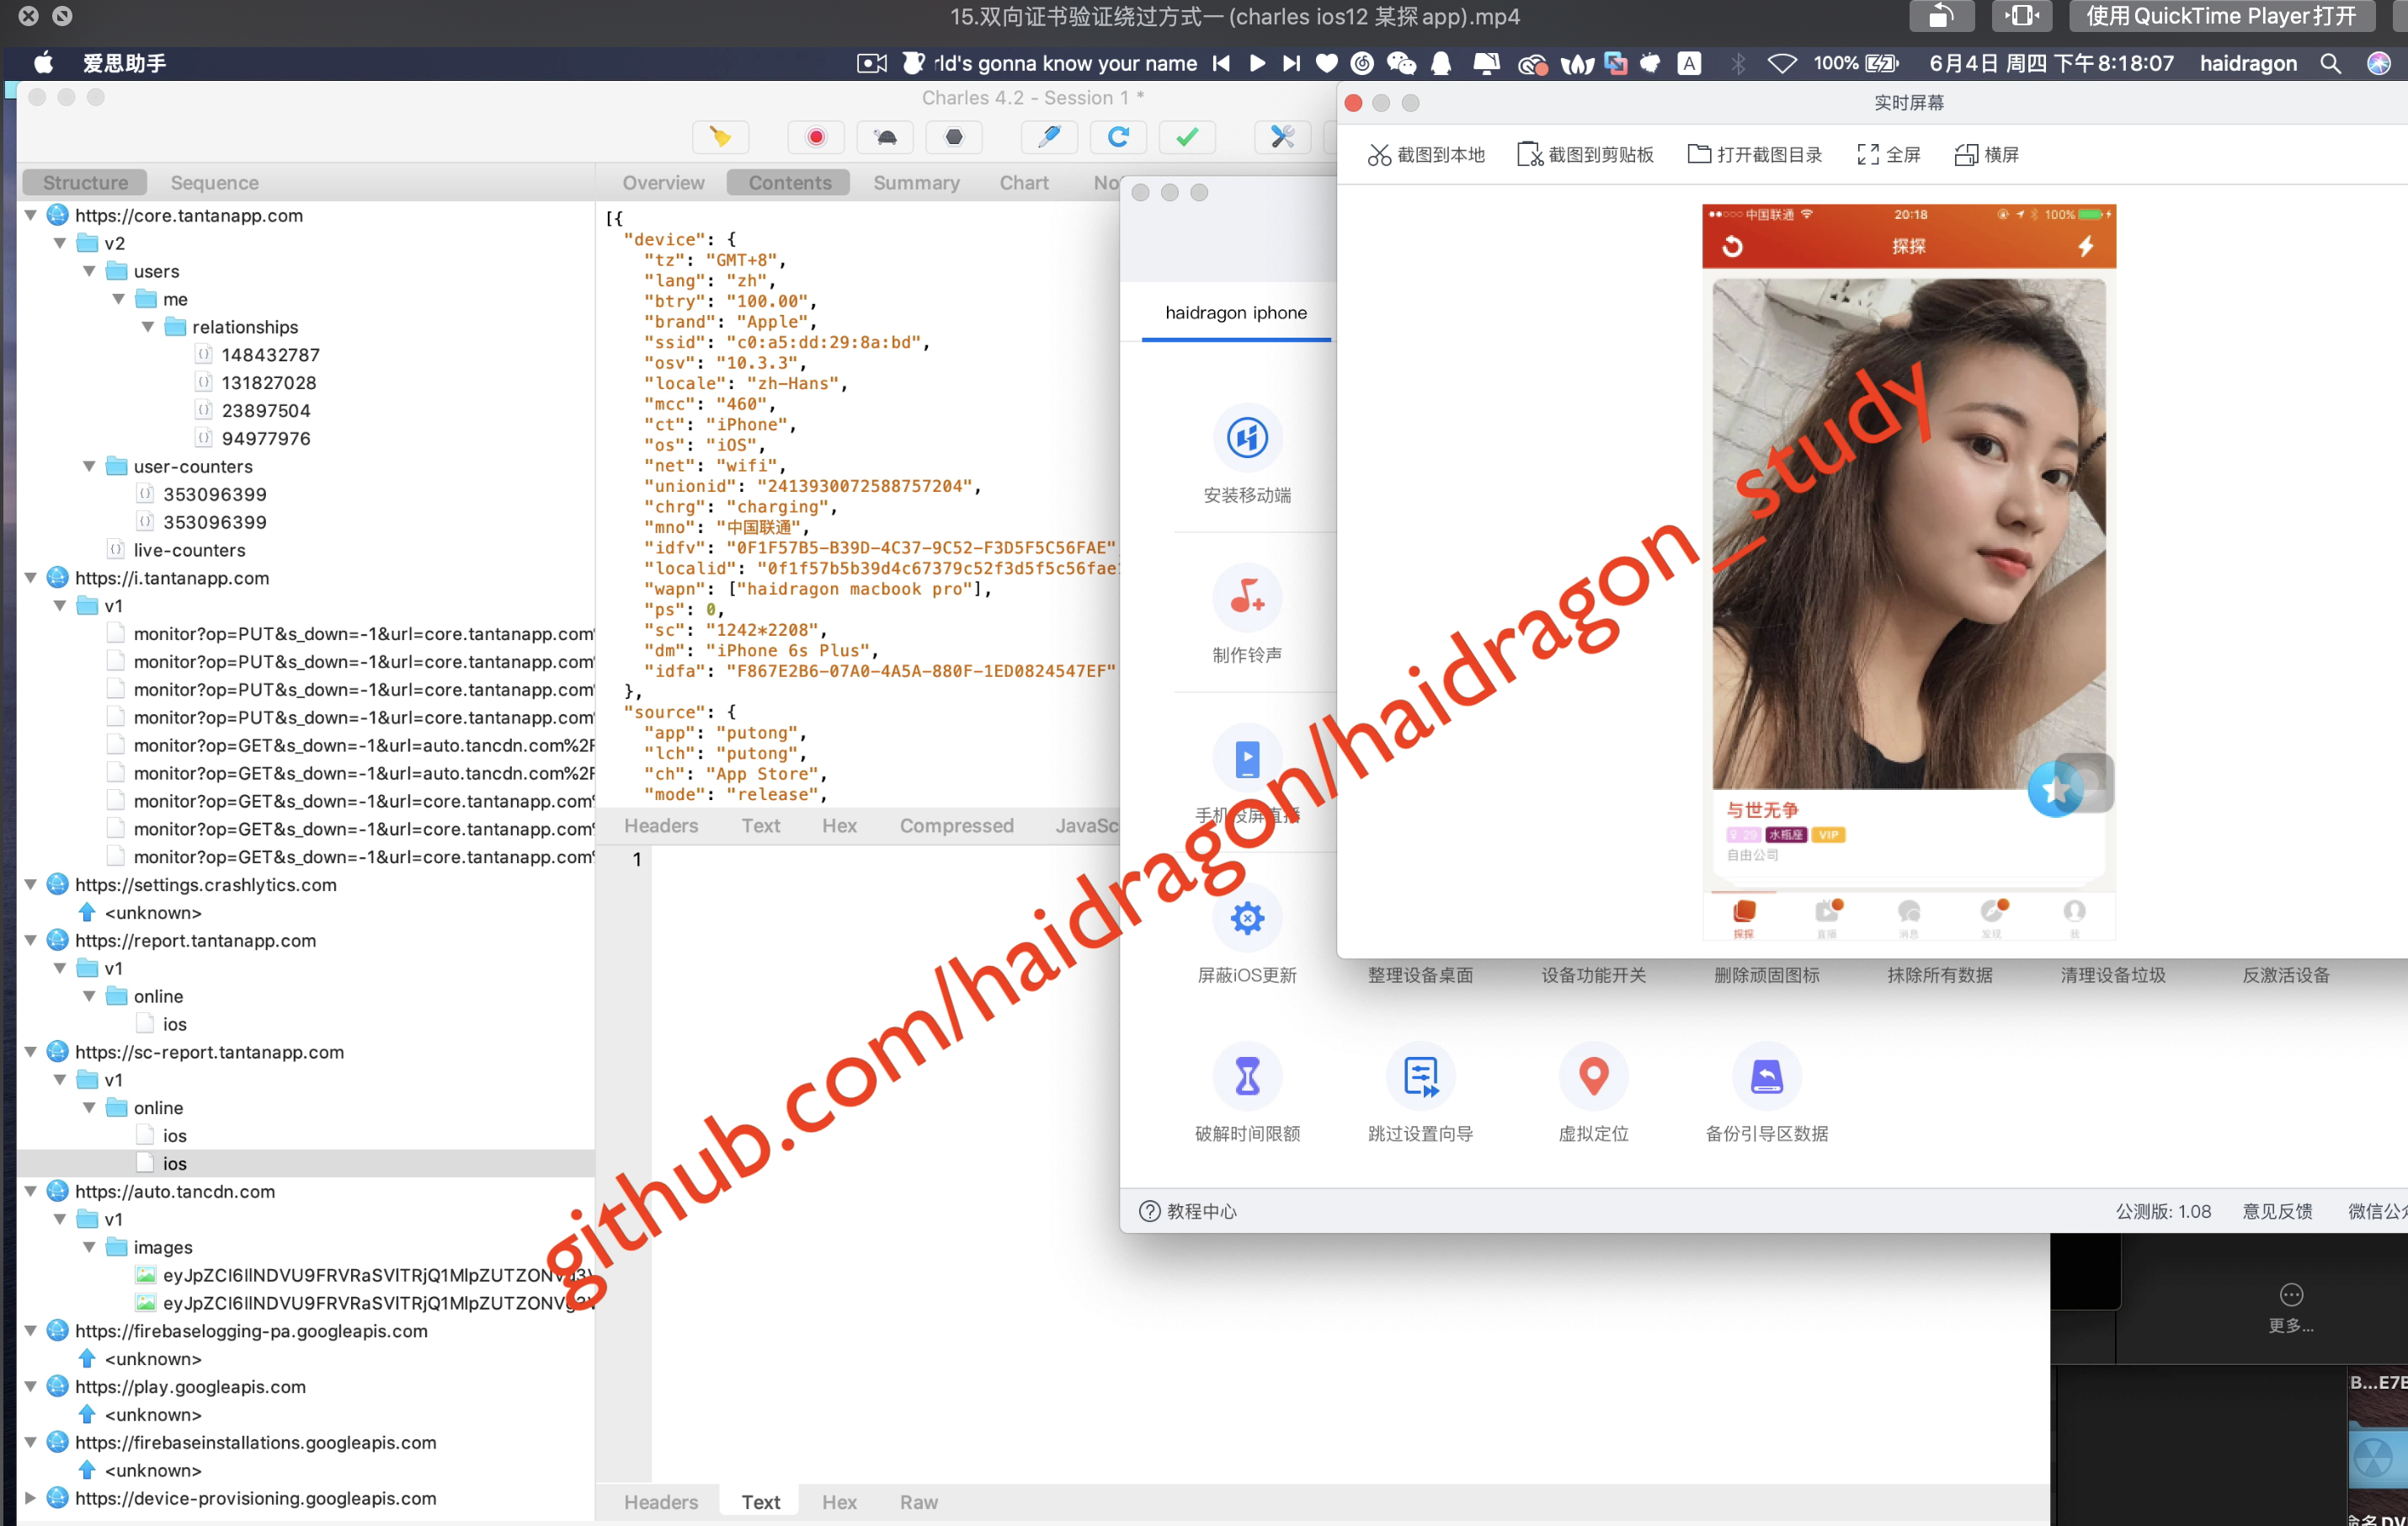 15.双向证书验证绕过方式一 (charles ios12 某探app).mp4
使用QuickTime Player打开
爱思助手
rld's gonna know your name
A
100%
6月4日 周四 下午8:18:07
haidragon
Charles 4.2 - Session 1 *
Structure
Sequence
https://core.tantanapp.com
v2
users
me
relationships
148432787
131827028
23897504
94977976
user-counters
353096399
353096399
live-counters
https://i.tantanapp.com
v1
monitor?op=PUT&s_down=-1&url=core.tantanapp.com%
monitor?op=PUT&s_down=-1&url=core.tantanapp.com%
monitor?op=PUT&s_down=-1&url=core.tantanapp.com%
monitor?op=PUT&s_down=-1&url=core.tantanapp.com%
monitor?op=GET&s_down=-1&url=auto.tancdn.com%2F
monitor?op=GET&s_down=-1&url=auto.tancdn.com%2F
monitor?op=GET&s_down=-1&url=core.tantanapp.com%
monitor?op=GET&s_down=-1&url=core.tantanapp.com%
monitor?op=GET&s_down=-1&url=core.tantanapp.com%
https://settings.crashlytics.com
<unknown>
https://report.tantanapp.com
v1
online
ios
https://sc-report.tantanapp.com
v1
online
ios
ios
https://auto.tancdn.com
v1
images
https://firebaselogging-pa.googleapis.com
<unknown>
https://play.googleapis.com
<unknown>
https://firebaseinstallations.googleapis.com
<unknown>
https://device-provisioning.googleapis.com
Overview
Contents
Summary
Chart
No
[{
"device": {
"tz": "GMT+8",
"lang": "zh",
"btry": "100.00",
"brand": "Apple",
"ssid": "c0:a5:dd:29:8a:bd",
"osv": "10.3.3",
"locale": "zh-Hans",
"mcc": "460",
"ct": "iPhone",
"os": "iOS",
"net": "wifi",
"unionid": "2413930072588757204",
"chrg": "charging",
"mno": "中国联通",
"idfv": "0F1F57B5-B39D-4C37-9C52-F3D5F5C56FAE"
"localid": "0f1f57b5b39d4c67379c52f3d5f5c56fae
"wapn": ["haidragon macbook pro"],
"ps": 0,
"sc": "1242*2208",
"dm": "iPhone 6s Plus",
"idfa": "F867E2B6-07A0-4A5A-880F-1ED0824547EF"
},
"source": {
"app": "putong",
"lch": "putong",
"ch": "App Store",
"mode": "release",
Headers
Text
Hex
Compressed
JavaSc
1
Headers
Text
Hex
Raw
haidragon iphone
安装移动端
制作铃声
手机投屏直播
屏蔽iOS更新
整理设备桌面
设备功能开关
删除顽固图标
抹除所有数据
清理设备垃圾
反激活设备
破解时间限额
跳过设置向导
虚拟定位
备份引导区数据
教程中心
公测版: 1.08
意见反馈
微信公
实时屏幕
截图到本地
截图到剪贴板
打开截图目录
全屏
横屏
中国联通
20:18
100%
探探
与世无争
29
水瓶座
VIP
自由公司
探探
直播
消息
发现
我
更多...
B...E7E
github.com/haidragon/haidragon_study